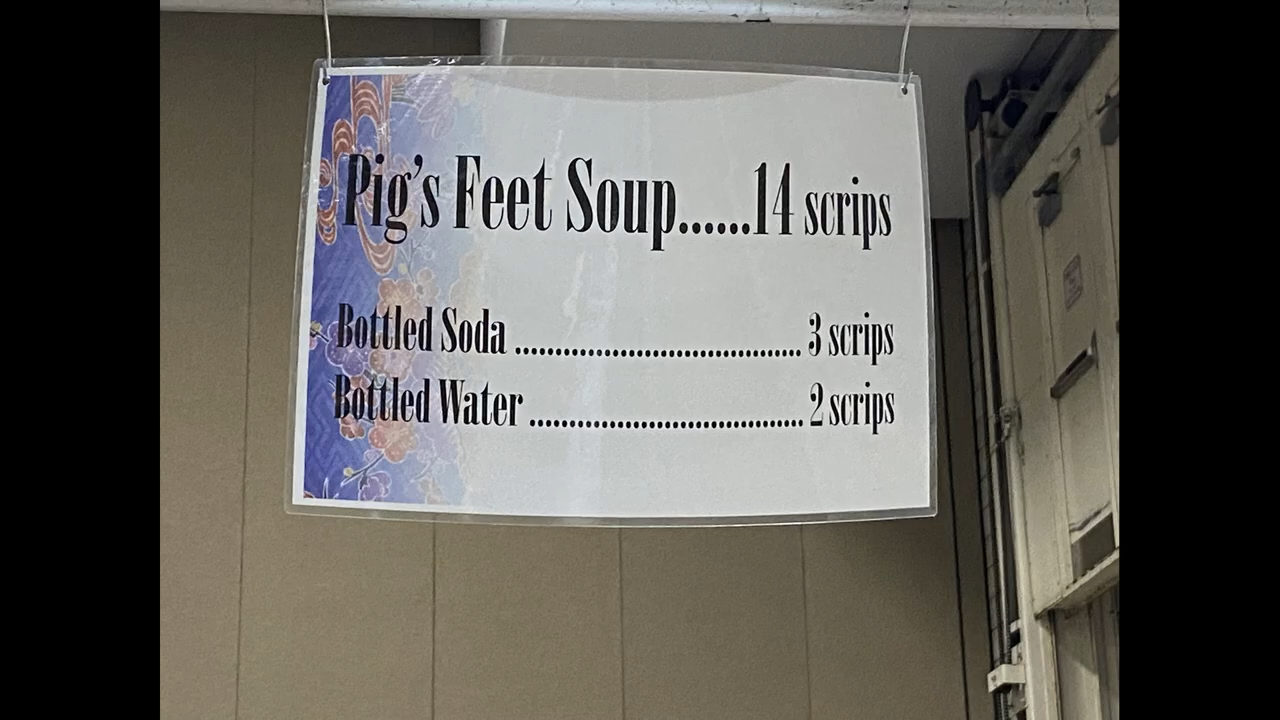 Pig's Feet Soup......14 scrips
Bottled Soda .................................... 3 scrips
Bottled Water .................................. 2 scrips